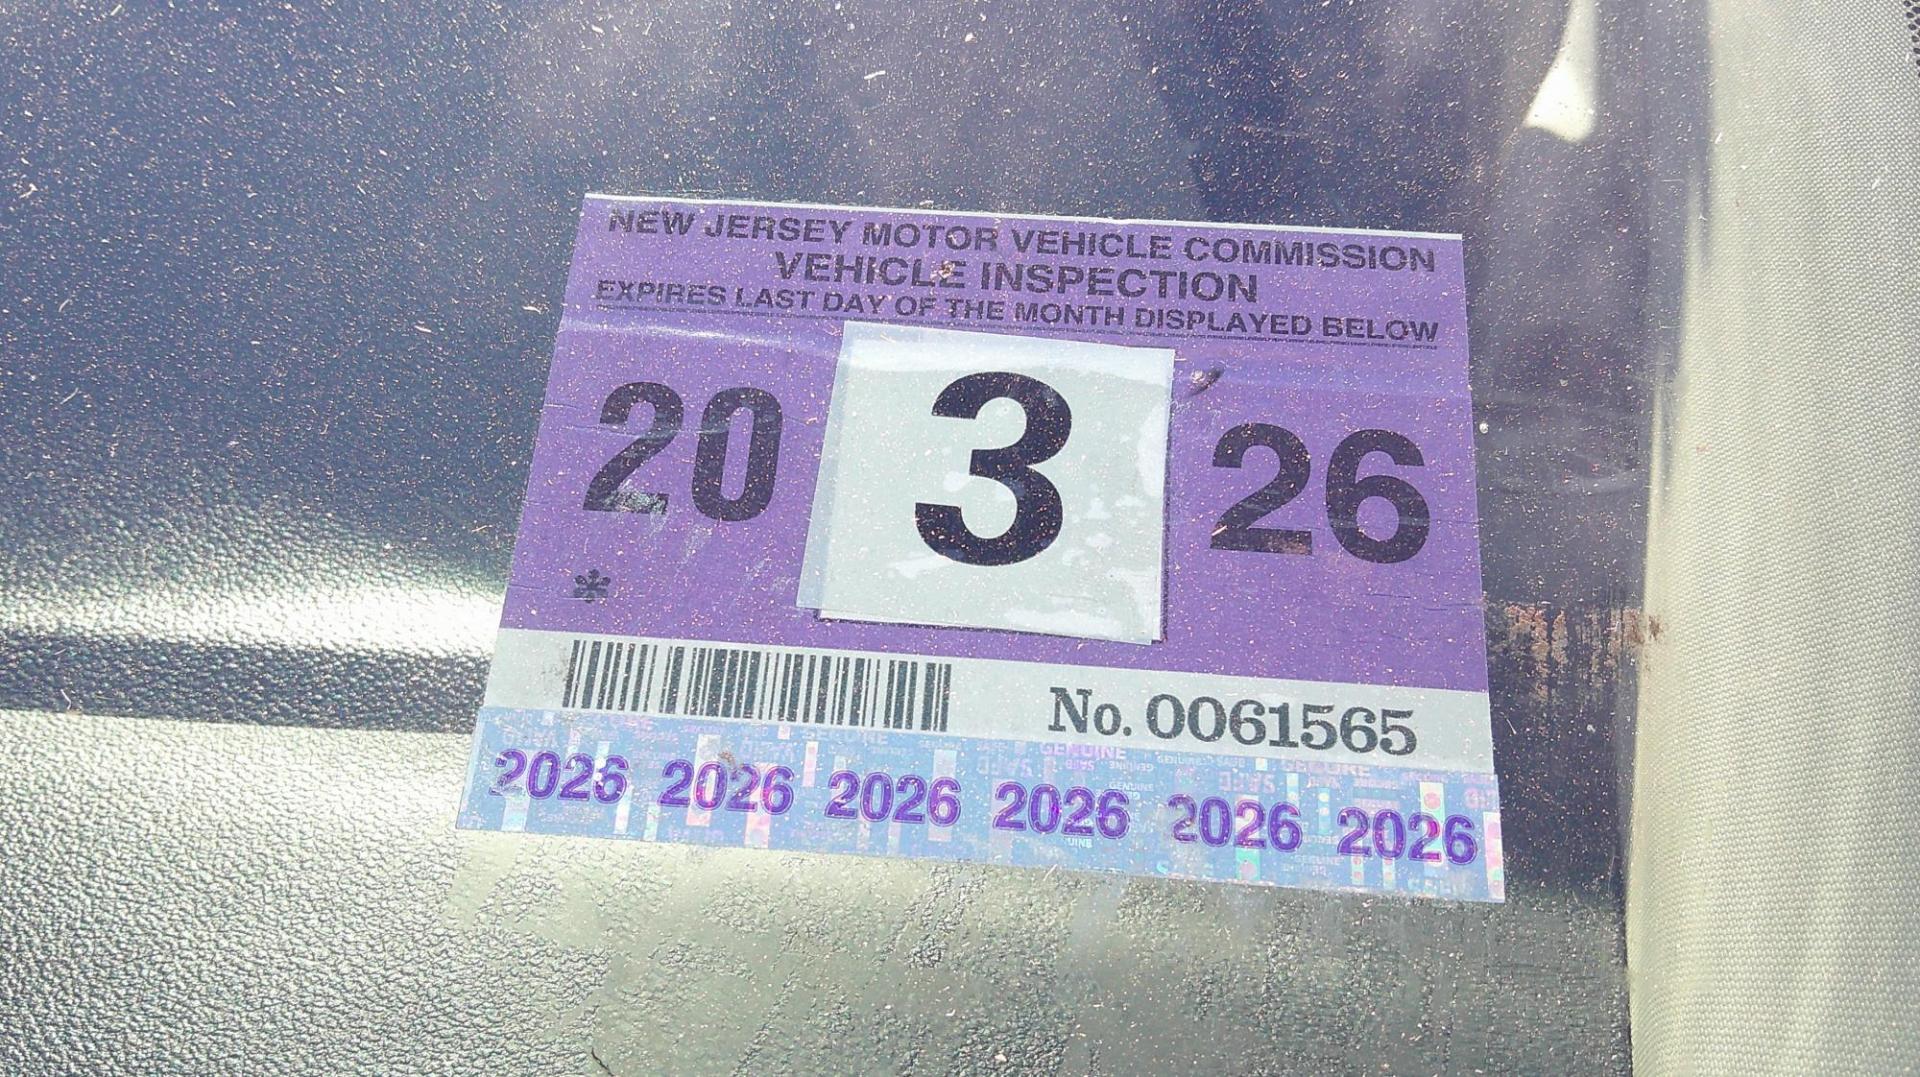 NEW JERSEY MOTOR VEHICLE COMMISSION
VEHICLE INSPECTION
EXPIRES LAST DAY OF THE MONTH DISPLAYED BELOW
20 3 26
No. 0061565
2026 2026 2026 2026 2026 2026